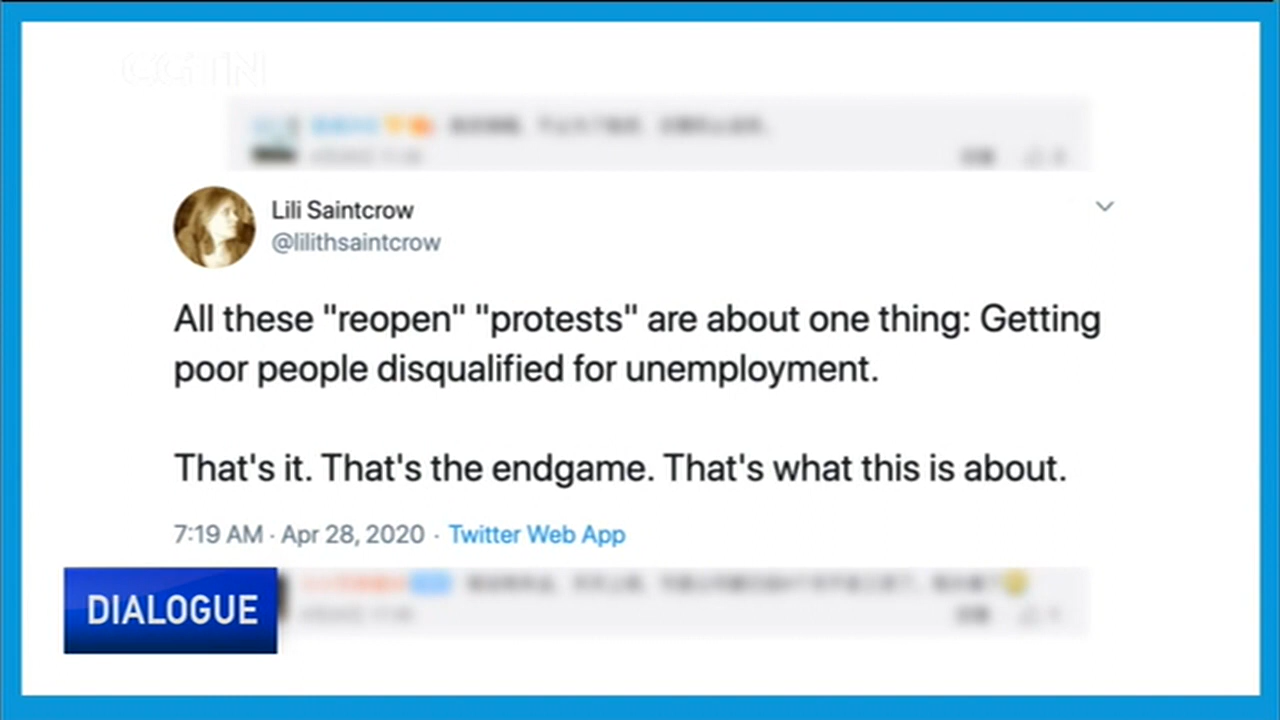 CGTN
Lili Saintcrow
@lilithsaintcrow
All these "reopen" "protests" are about one thing: Getting
poor people disqualified for unemployment.
That's it. That's the endgame. That's what this is about.
7:19 AM · Apr 28, 2020 · Twitter Web App
DIALOGUE